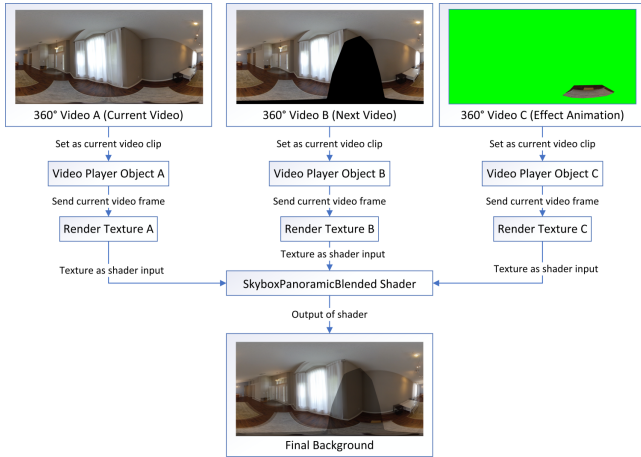 360° Video A (Current Video)
360° Video B (Next Video)
360° Video C (Effect Animation)
Set as current video clip
Set as current video clip
Set as current video clip
Video Player Object A
Video Player Object B
Video Player Object C
Send current video frame
Send current video frame
Send current video frame
Render Texture A
Render Texture B
Render Texture C
Texture as shader input
Texture as shader input
Texture as shader input
SkyboxPanoramicBlended Shader
Output of shader
Final Background